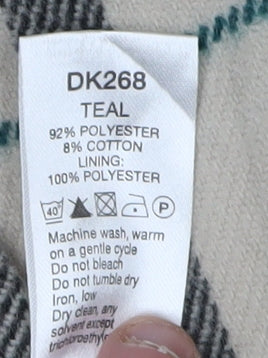 DK268
TEAL
92% POLYESTER
8% COTTON
LINING:
100% POLYESTER
40° P
Machine wash, warm
on a gentle cycle
Do not bleach
Do not tumble dry
Iron, low
Dry clean, any
solvent except